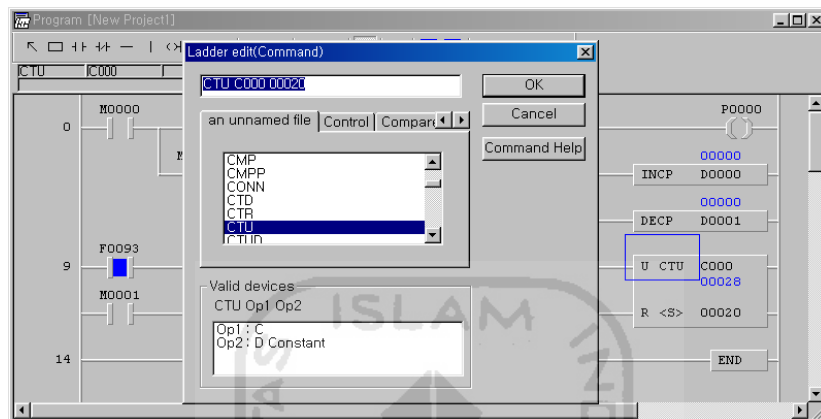 Program [New Project1]
CTU C000
Ladder edit(Command)
CTU C000 00020
OK
Cancel
Command Help
an unnamed file Control Compare
CMP
CMPP
CONN
CTD
CTR
CTU
CTUD
Valid devices
CTU Op1 Op2
Op1 : C
Op2 : D Constant
M0000 P0000
0
00000
INCP D0000
00000
DECP D0001
F0093
9 U CTU C000
00028
M0001
R <S> 00020
14 END
ISLAM